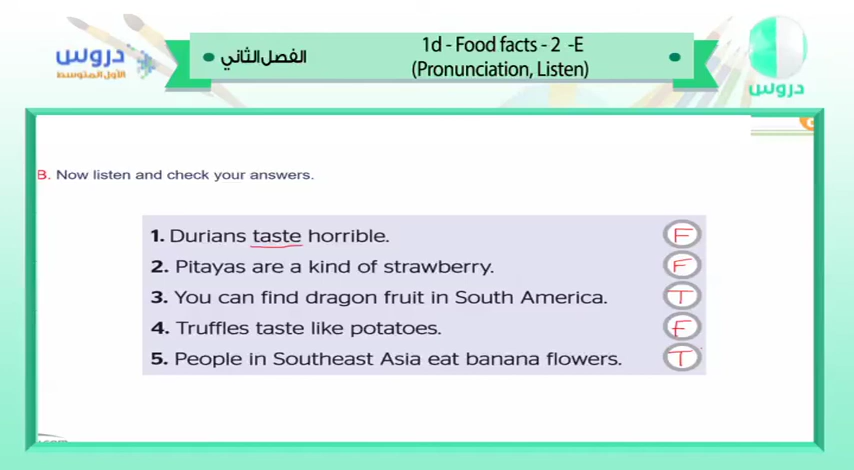 دروس
الأول المتوسط
الفصل الثاني
1d - Food facts - 2 -E
(Pronunciation, Listen)
دروس
B. Now listen and check your answers.
1. Durians taste horrible. F
2. Pitayas are a kind of strawberry. F
3. You can find dragon fruit in South America. T
4. Truffles taste like potatoes. F
5. People in Southeast Asia eat banana flowers. T